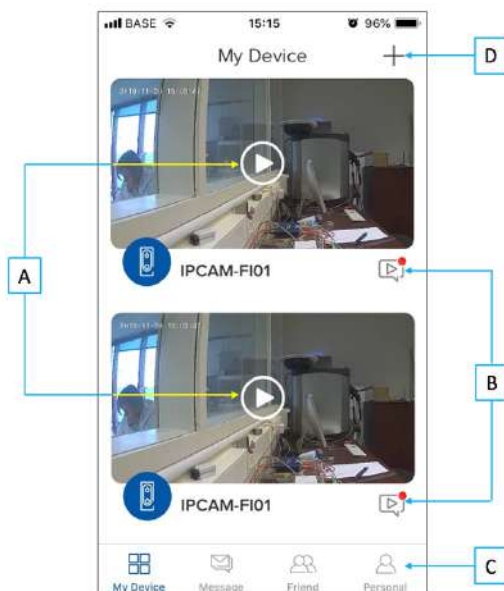 BASE 15:15 96%
My Device
D
A
IPCAM-FI01
B
IPCAM-FI01
My Device Message Friend Personal
C